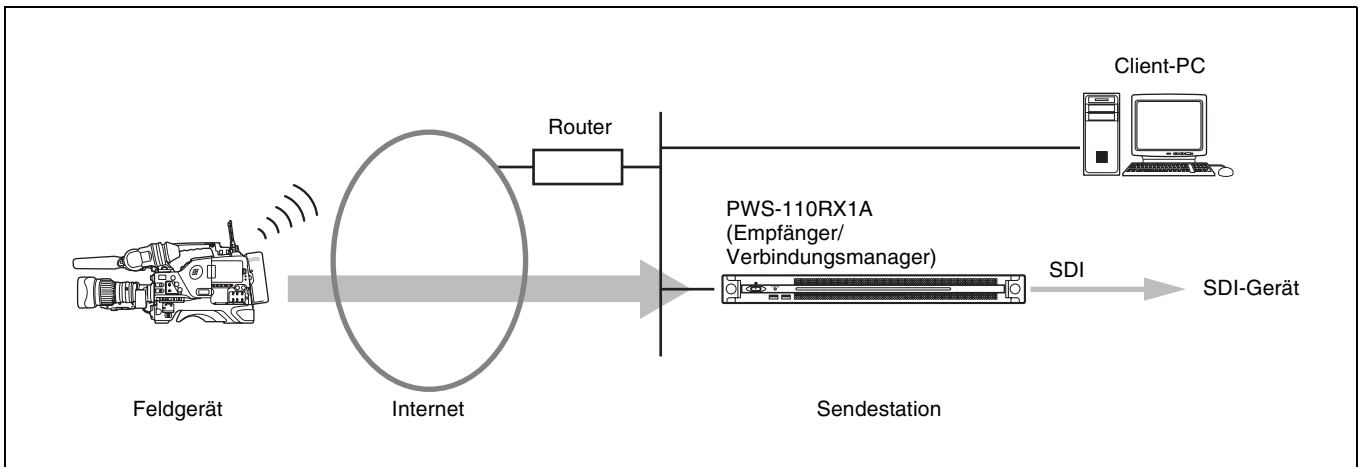 Client-PC
Router
PWS-110RX1A
(Empfänger/
Verbindungsmanager)
SDI
SDI-Gerät
Feldgerät
Internet
Sendestation